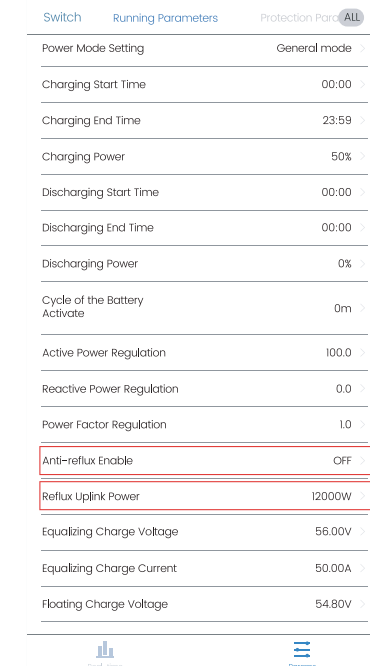 Switch Running Parameters Protection Para ALL
Power Mode Setting General mode
Charging Start Time 00:00
Charging End Time 23:59
Charging Power 50%
Discharging Start Time 00:00
Discharging End Time 00:00
Discharging Power 0%
Cycle of the Battery
Activate 0m
Active Power Regulation 100.0
Reactive Power Regulation 0.0
Power Factor Regulation 1.0
Anti-reflux Enable OFF
Reflux Uplink Power 12000W
Equalizing Charge Voltage 56.00V
Equalizing Charge Current 50.00A
Floating Charge Voltage 54.80V